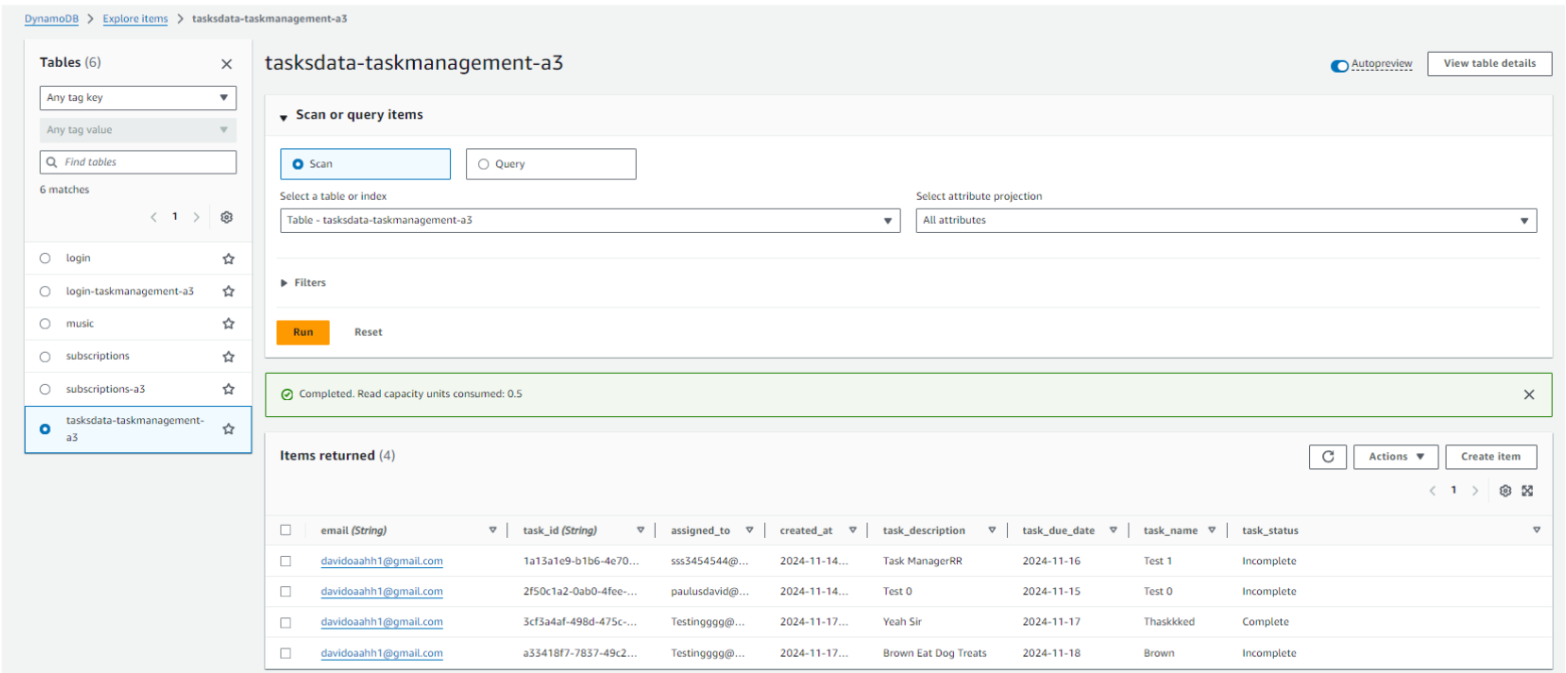 DynamoDB > Explore items > tasksdata-taskmanagement-a3
Tables (6)
Any tag key
Any tag value
Find tables
6 matches
< 1 >
login
login-taskmanagement-a3
music
subscriptions
subscriptions-a3
tasksdata-taskmanagement-
a3
tasksdata-taskmanagement-a3
Autopreview
View table details
Scan or query items
Scan
Query
Select a table or index
Select attribute projection
Table - tasksdata-taskmanagement-a3
All attributes
Filters
Run Reset
Completed. Read capacity units consumed: 0.5
Items returned (4)
Actions
Create item
< 1 >
email (String) task_id (String) assigned_to created_at task_description task_due_date task_name task_status
davidoaahh1@gmail.com 1a13a1e9-b1b6-4e70... sss3454544@... 2024-11-14... Task ManagerRR 2024-11-16 Test 1 Incomplete
davidoaahh1@gmail.com 2f50c1a2-0ab0-4fee-... paulusdavid@... 2024-11-14... Test 0 2024-11-15 Test 0 Incomplete
davidoaahh1@gmail.com 3cf3a4af-498d-475c-... Testingggg@... 2024-11-17... Yeah Sir 2024-11-17 Thaskkked Complete
davidoaahh1@gmail.com a33418f7-7837-49c2... Testingggg@... 2024-11-17... Brown Eat Dog Treats 2024-11-18 Brown Incomplete